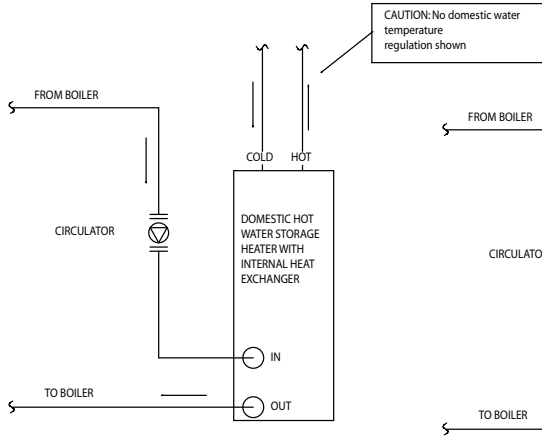 CAUTION: No domestic water
temperature
regulation shown
FROM BOILER
FROM BOILER
COLD HOT
DOMESTIC HOT
WATER STORAGE
HEATER WITH
INTERNAL HEAT
EXCHANGER
CIRCULATOR
CIRCULATO
IN
TO BOILER
OUT
TO BOILER